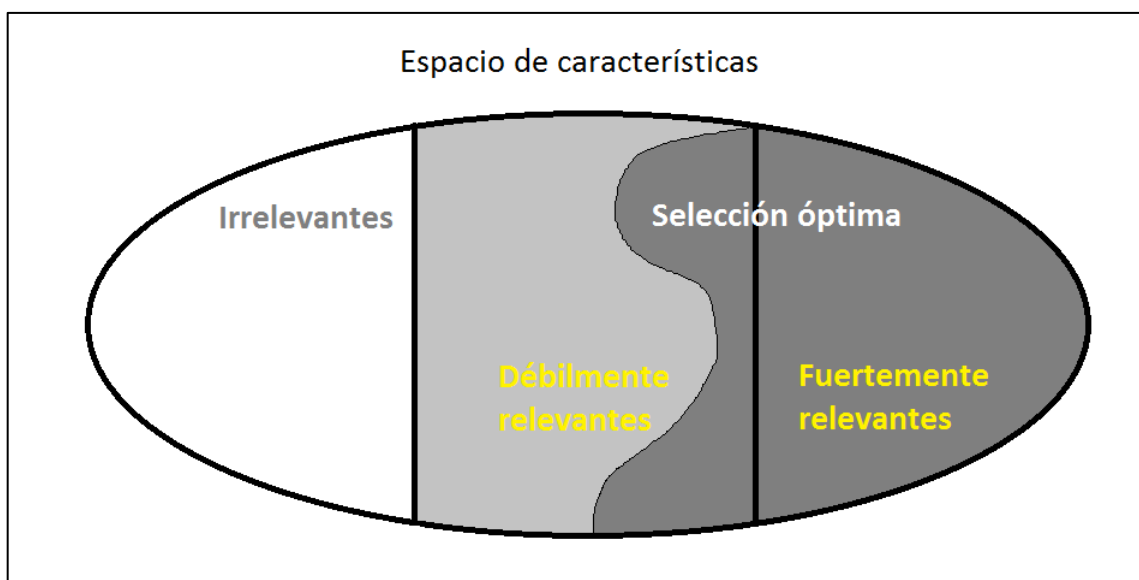 Espacio de características
Irrelevantes
Selección óptima
Débilmente
relevantes
Fuertemente
relevantes